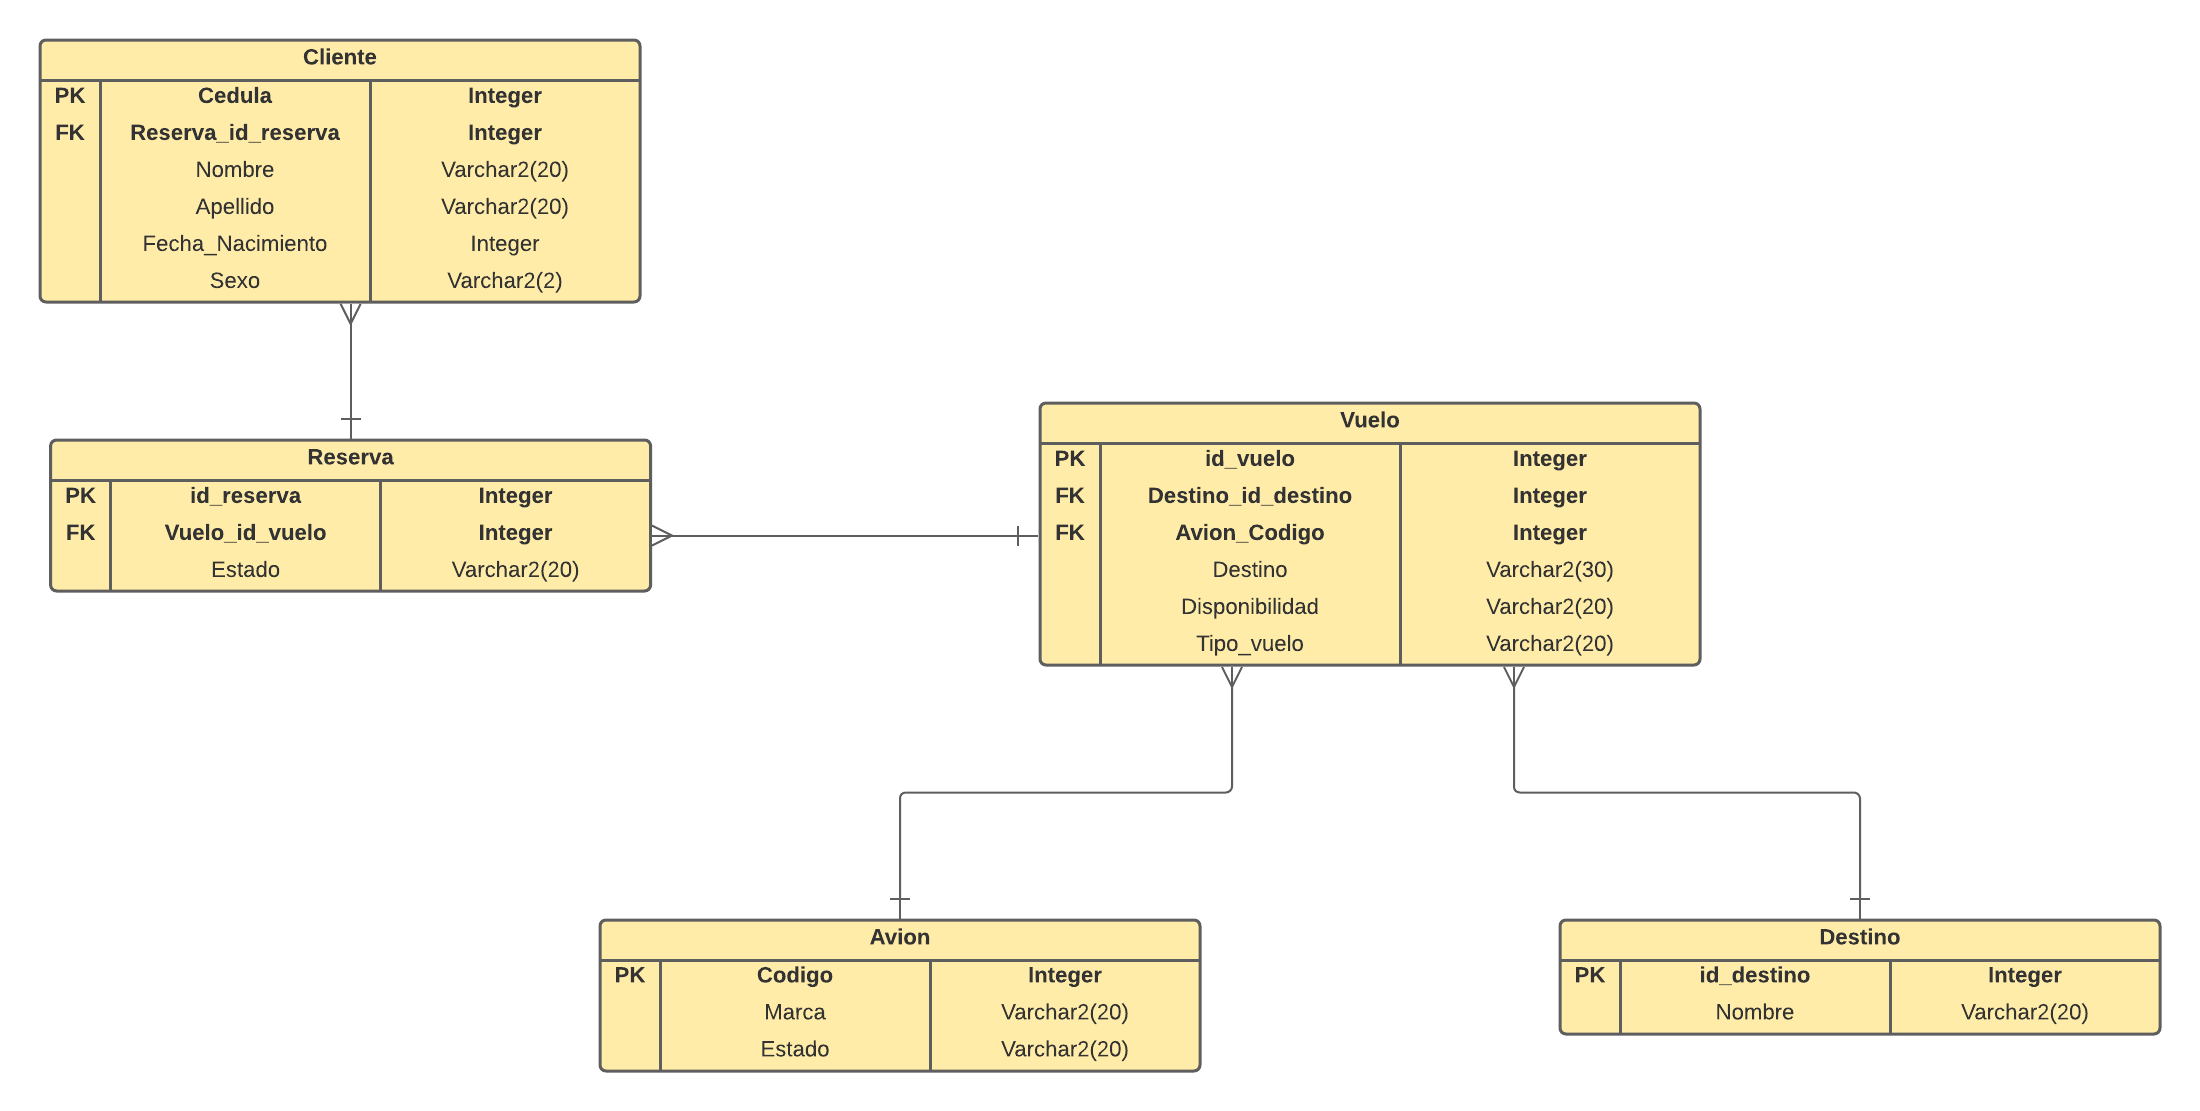 Cliente
PK Cedula Integer
FK Reserva_id_reserva Integer
Nombre Varchar2(20)
Apellido Varchar2(20)
Fecha_Nacimiento Integer
Sexo Varchar2(2)
Reserva
PK id_reserva Integer
FK Vuelo_id_vuelo Integer
Estado Varchar2(20)
Vuelo
PK id_vuelo Integer
FK Destino_id_destino Integer
FK Avion_Codigo Integer
Destino Varchar2(30)
Disponibilidad Varchar2(20)
Tipo_vuelo Varchar2(20)
Avion
PK Codigo Integer
Marca Varchar2(20)
Estado Varchar2(20)
Destino
PK id_destino Integer
Nombre Varchar2(20)